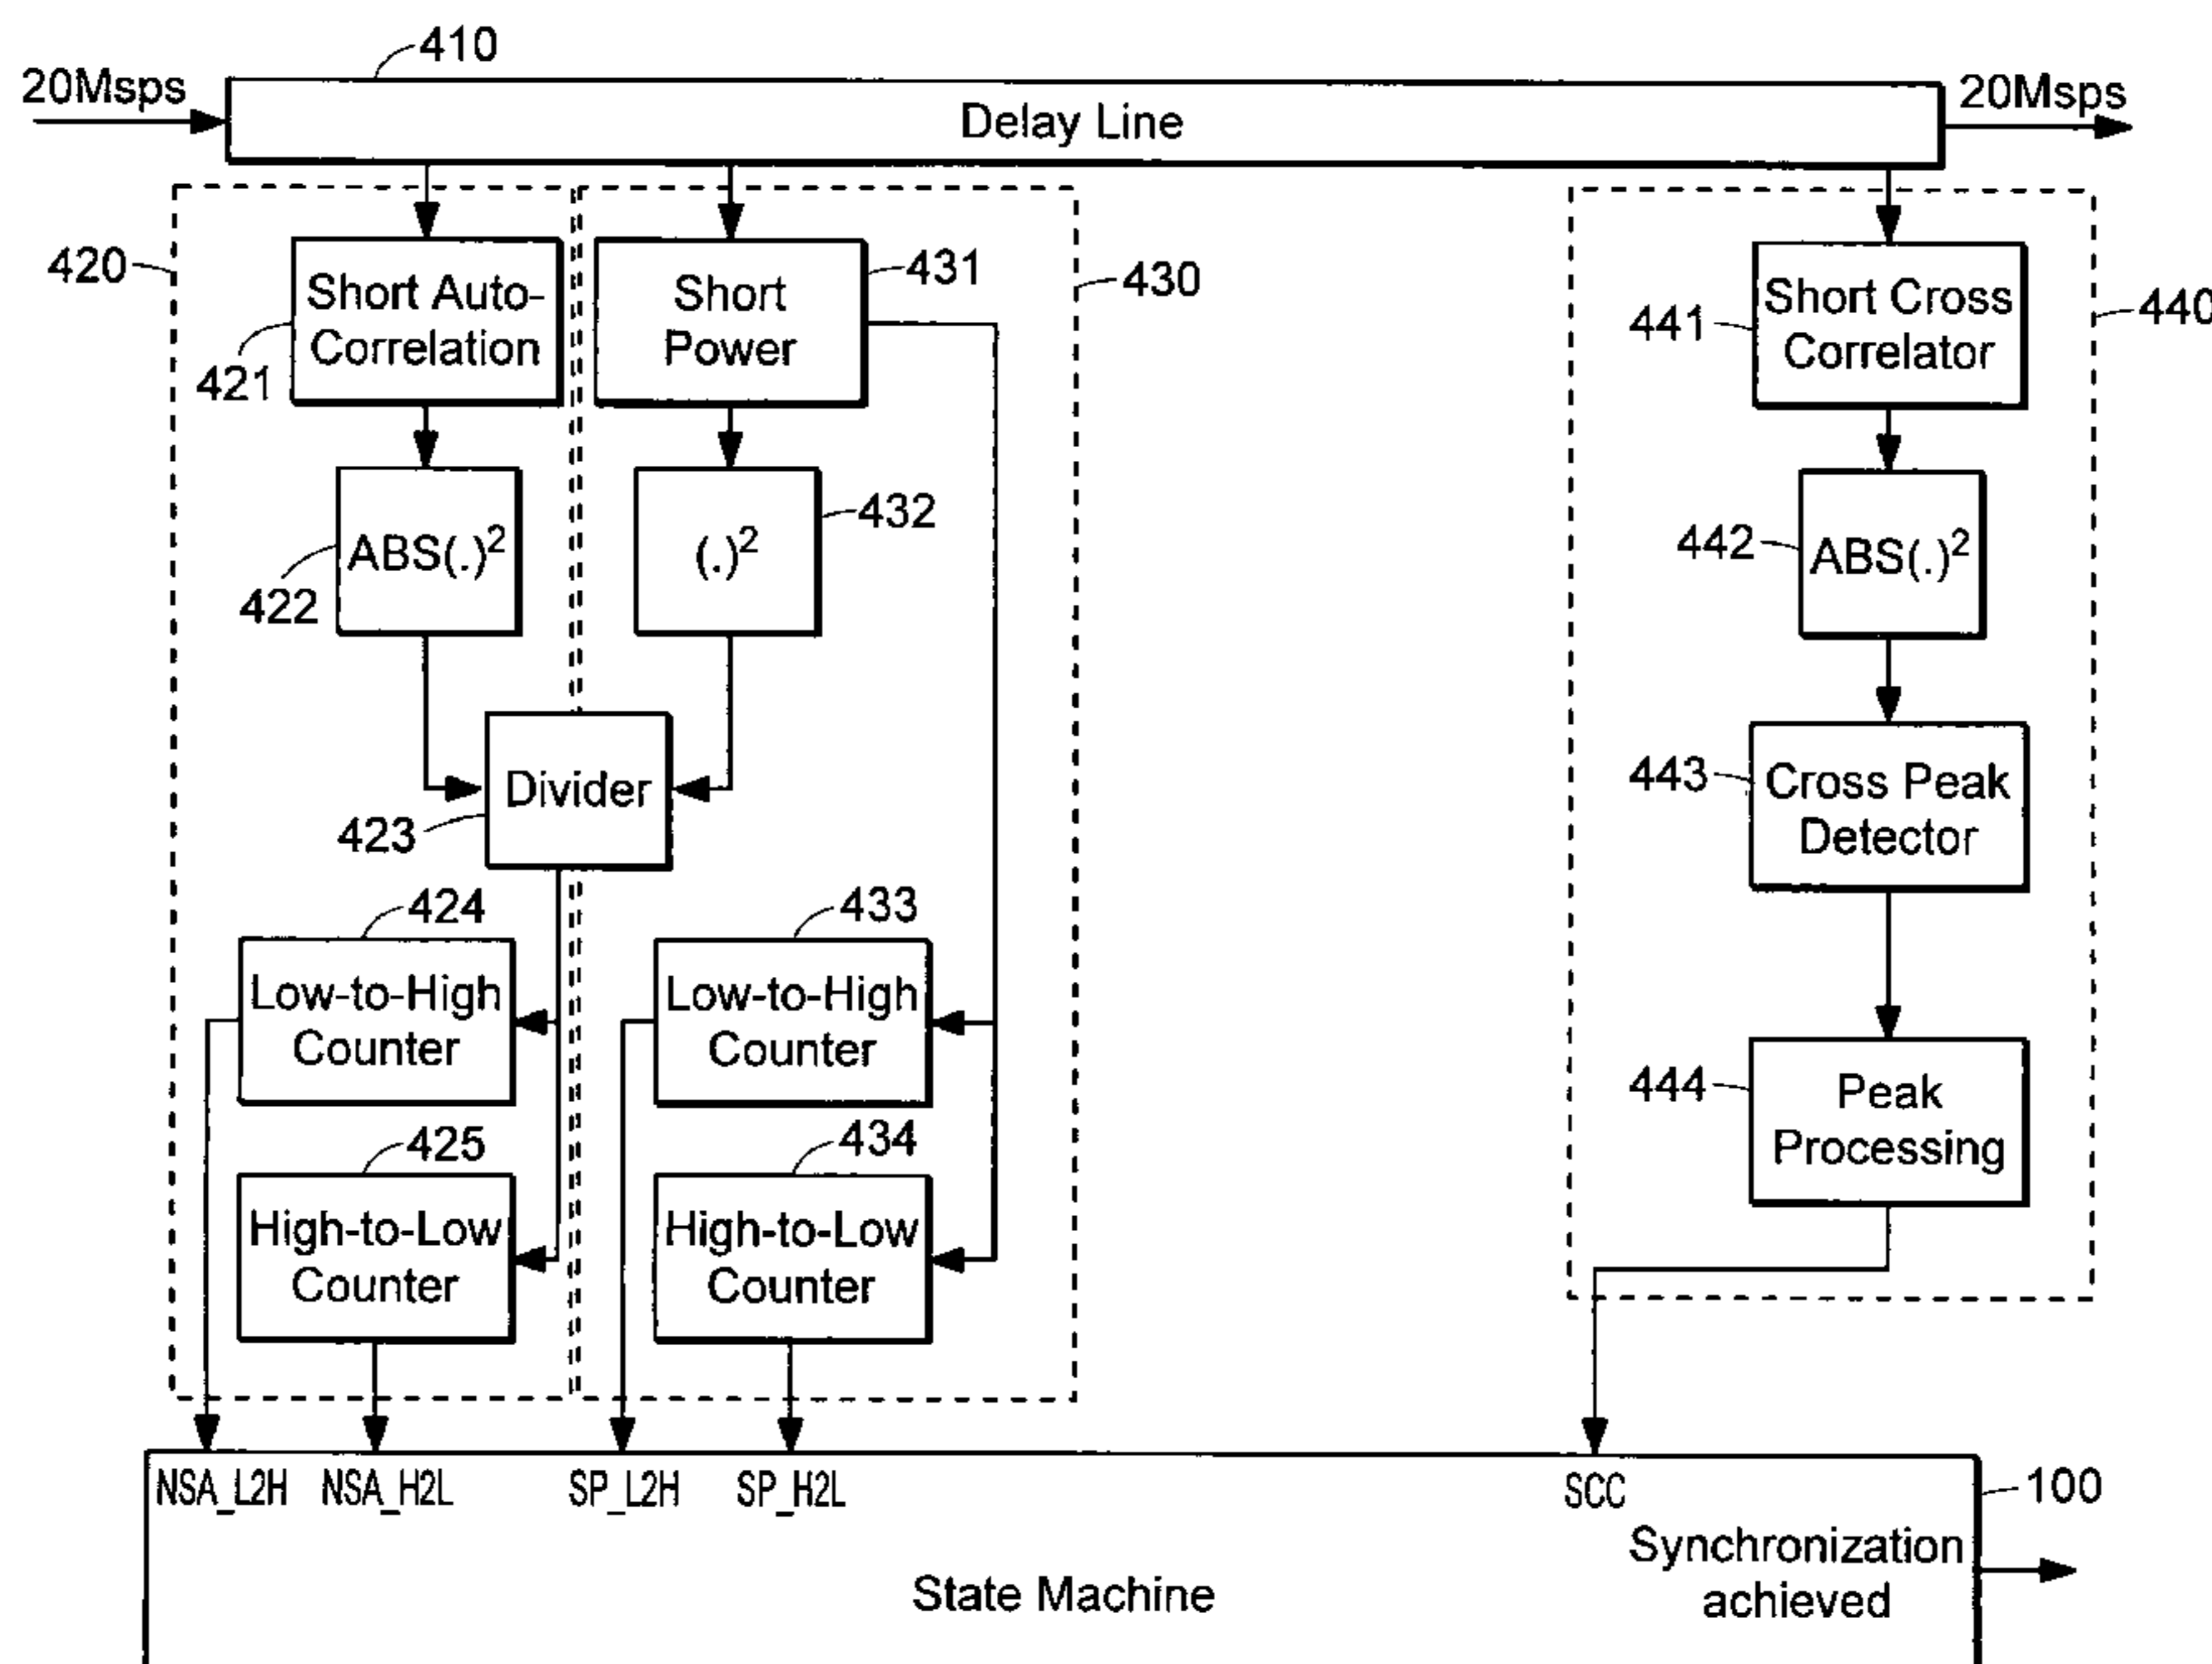 410
20Msps
Delay Line
20Msps
420
Short Auto-
Correlation
421
Short
Power
431
430
Short Cross
Correlator
441
440
ABS(.)²
422
(.)²
432
ABS(.)²
442
Divider
423
443
Cross Peak
Detector
424
Low-to-High
Counter
433
Low-to-High
Counter
444
Peak
Processing
425
High-to-Low
Counter
434
High-to-Low
Counter
NSA_L2H
NSA_H2L
SP_L2H
SP_H2L
SCC
100
Synchronization
achieved
State Machine